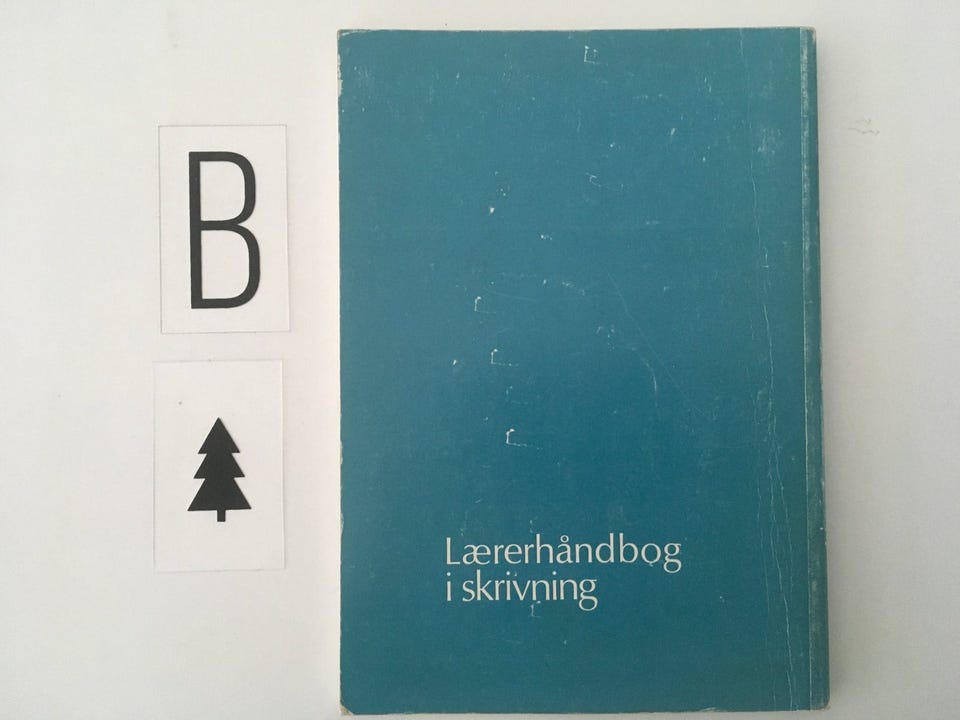 B
Lærerhåndbog
i skrivning